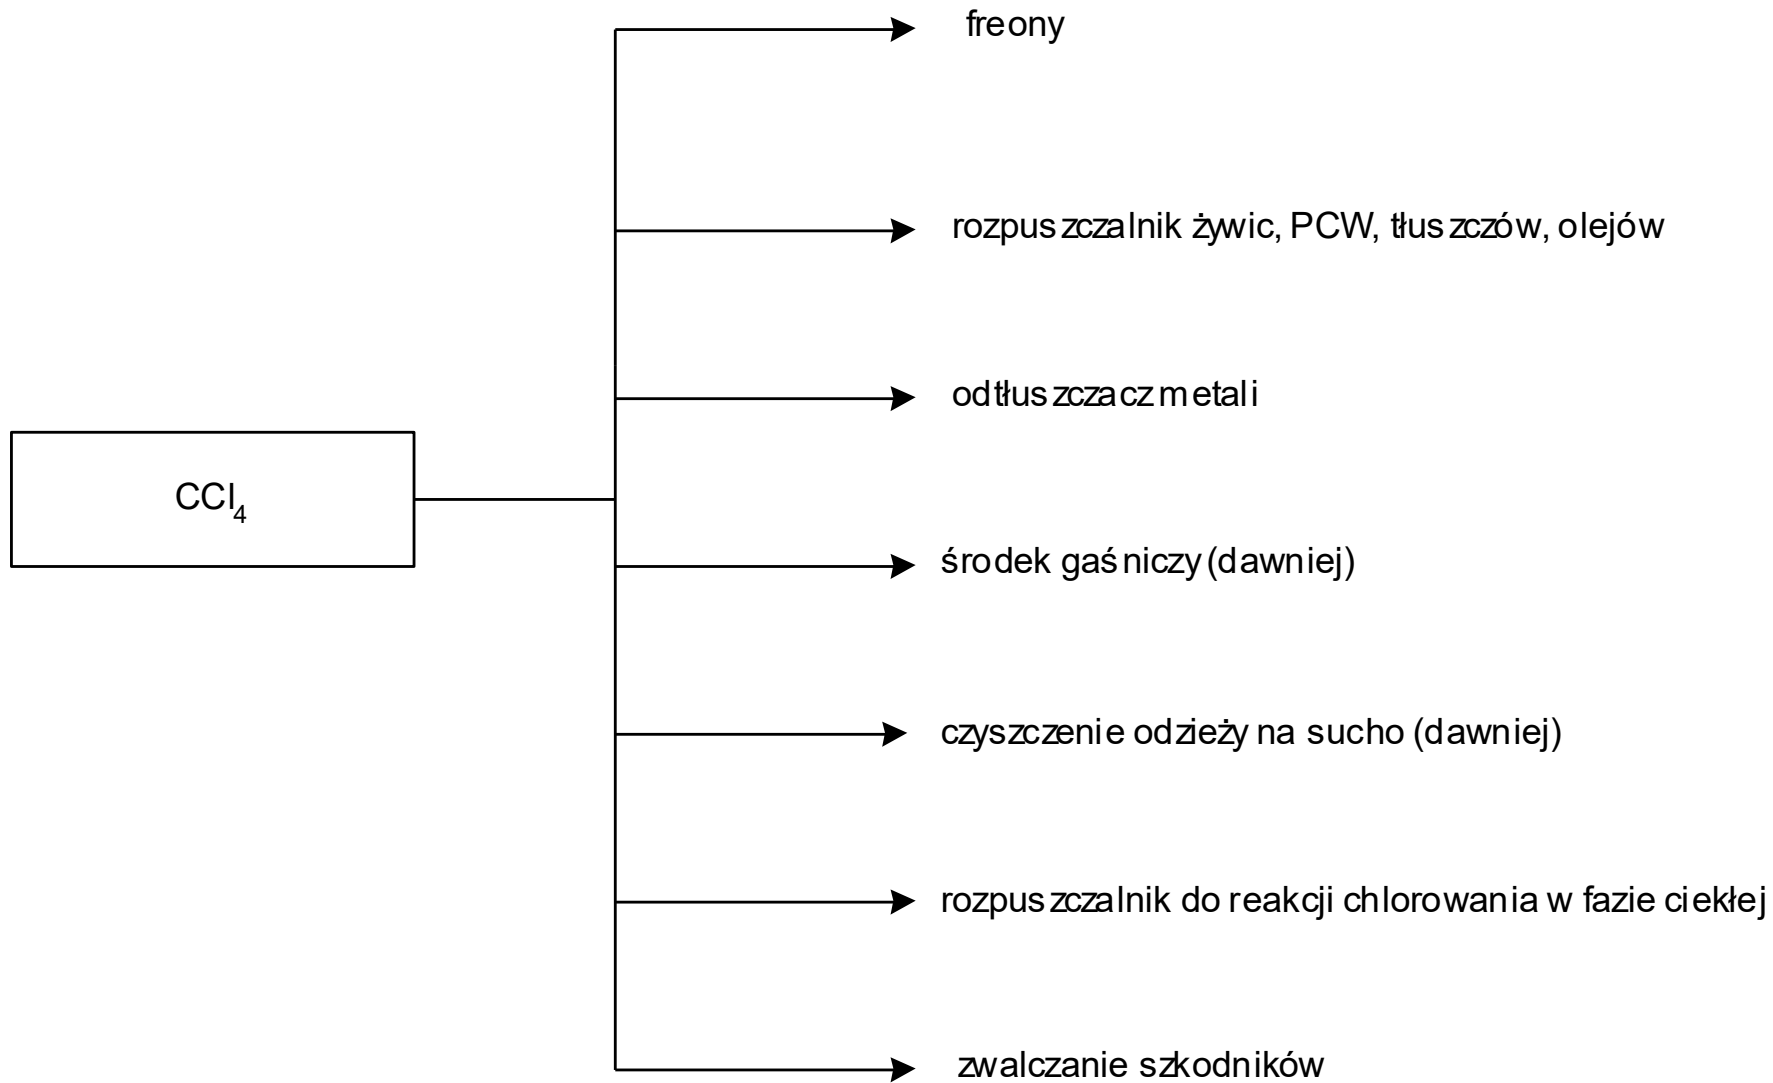 freony
rozpuszczalnik żywic, PCW, tłuszczów, olejów
odtłuszczacz metali
CCl₄
środek gaśniczy (dawniej)
czyszczenie odzieży na sucho (dawniej)
rozpuszczalnik do reakcji chlorowania w fazie ciekłej
zwalczanie szkodników